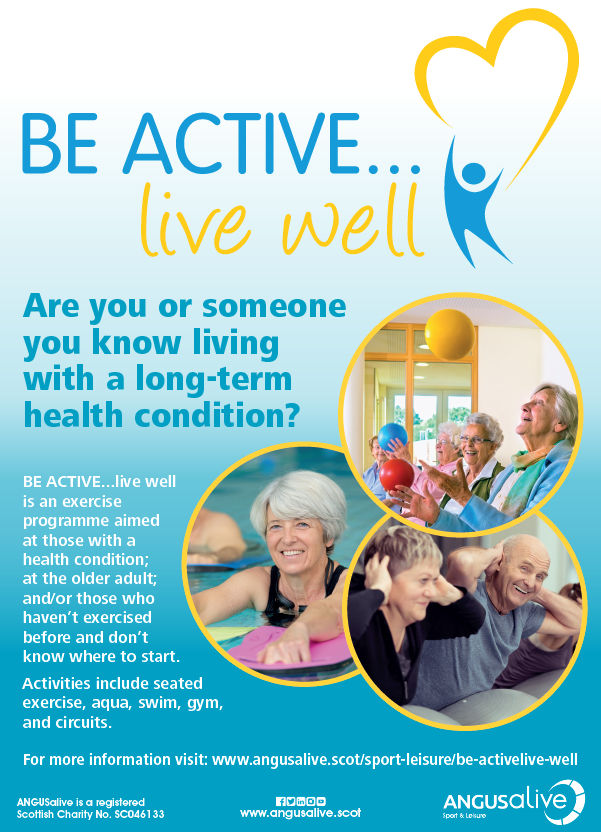 BE ACTIVE...
live well
Are you or someone
you know living
with a long-term
health condition?
BE ACTIVE...live well
is an exercise
programme aimed
at those with a
health condition;
at the older adult;
and/or those who
haven’t exercised
before and don’t
know where to start.
Activities include seated
exercise, aqua, swim, gym,
and circuits.
For more information visit: www.angusalive.scot/sport-leisure/be-activelive-well
ANGUSalive is a registered
Scottish Charity No. SC046133
www.angusalive.scot
ANGUSalive
Sport & Leisure